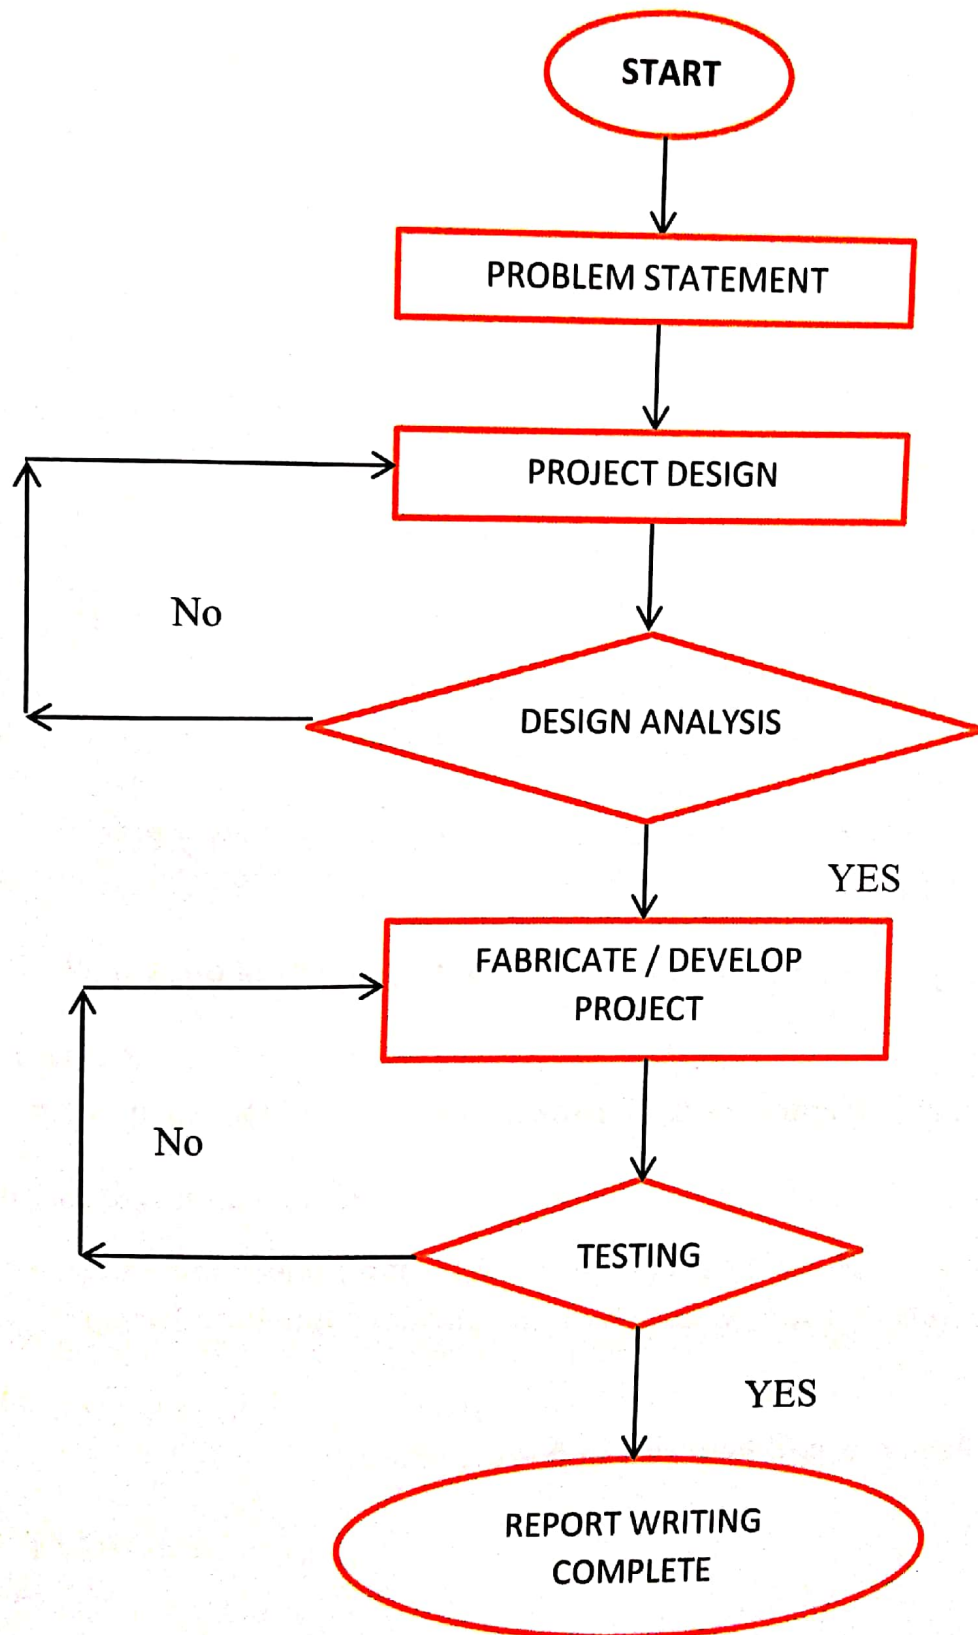 START
PROBLEM STATEMENT
PROJECT DESIGN
No
DESIGN ANALYSIS
YES
FABRICATE / DEVELOP
PROJECT
No
TESTING
YES
REPORT WRITING
COMPLETE